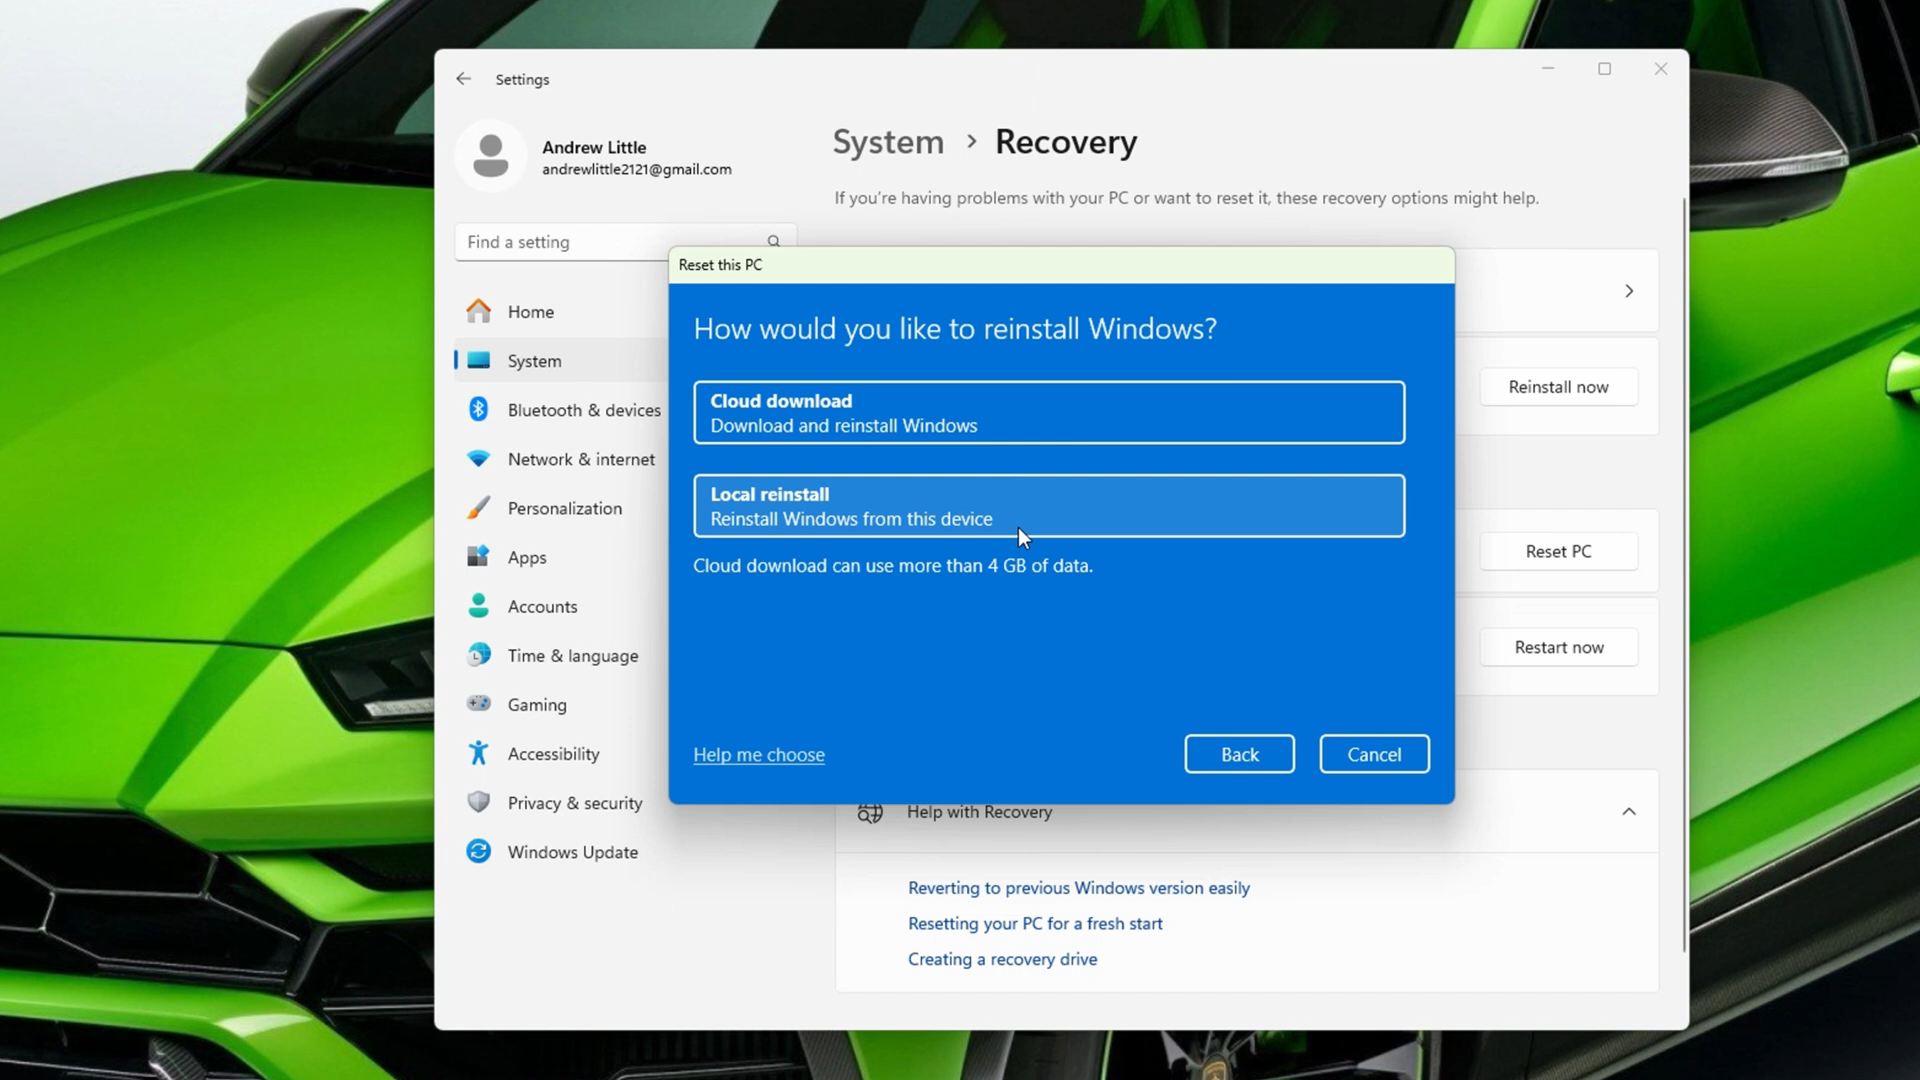 Settings
Andrew Little
andrewlittle2121@gmail.com
Find a setting
Home
System
Bluetooth & devices
Network & internet
Personalization
Apps
Accounts
Time & language
Gaming
Accessibility
Privacy & security
Windows Update
System › Recovery
If you're having problems with your PC or want to reset it, these recovery options might help.
Reset this PC
How would you like to reinstall Windows?
Cloud download
Download and reinstall Windows
Local reinstall
Reinstall Windows from this device
Cloud download can use more than 4 GB of data.
Help me choose
Back
Cancel
Reinstall now
Reset PC
Restart now
Help with Recovery
Reverting to previous Windows version easily
Resetting your PC for a fresh start
Creating a recovery drive